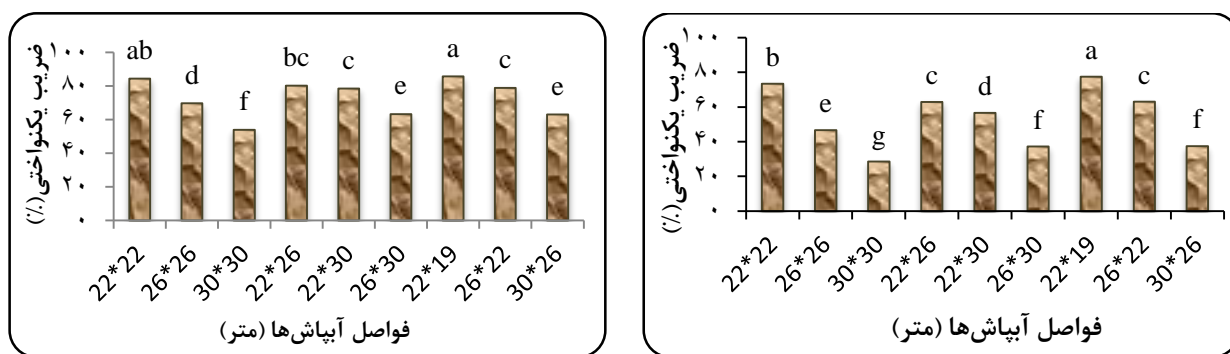 ضریب یکنواختی(٪)
۱۰۰
۸۰
۶۰
۴۰
۲۰
۰
ab
d
f
bc
c
e
a
c
e
22*22
26*26
30*30
22*26
22*30
26*30
22*19
26*22
30*26
فواصل آبپاش‌ها (متر)
ضریب یکنواختی(٪)
۱۰۰
۸۰
۶۰
۴۰
۲۰
۰
b
e
g
c
d
f
a
c
f
22*22
26*26
30*30
22*26
22*30
26*30
22*19
26*22
30*26
فواصل آبپاش‌ها (متر)